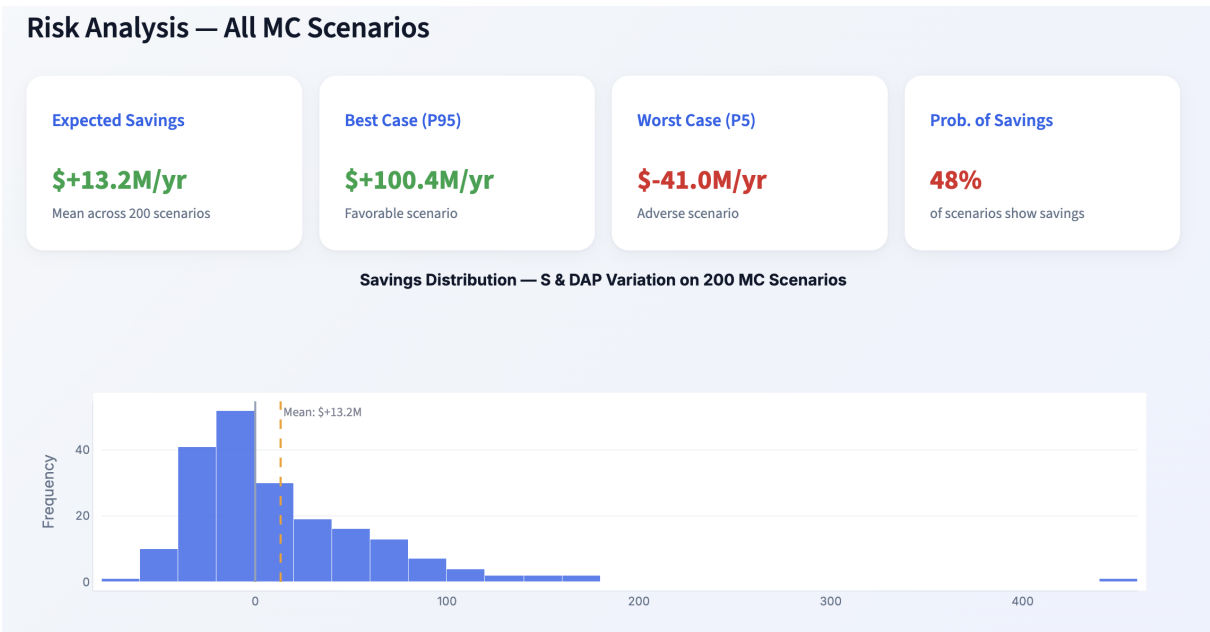 Risk Analysis — All MC Scenarios
Expected Savings
$+13.2M/yr
Mean across 200 scenarios
Best Case (P95)
$+100.4M/yr
Favorable scenario
Worst Case (P5)
$-41.0M/yr
Adverse scenario
Prob. of Savings
48%
of scenarios show savings
Savings Distribution — S & DAP Variation on 200 MC Scenarios
Mean: $+13.2M
Frequency
40
20
0
0 100 200 300 400